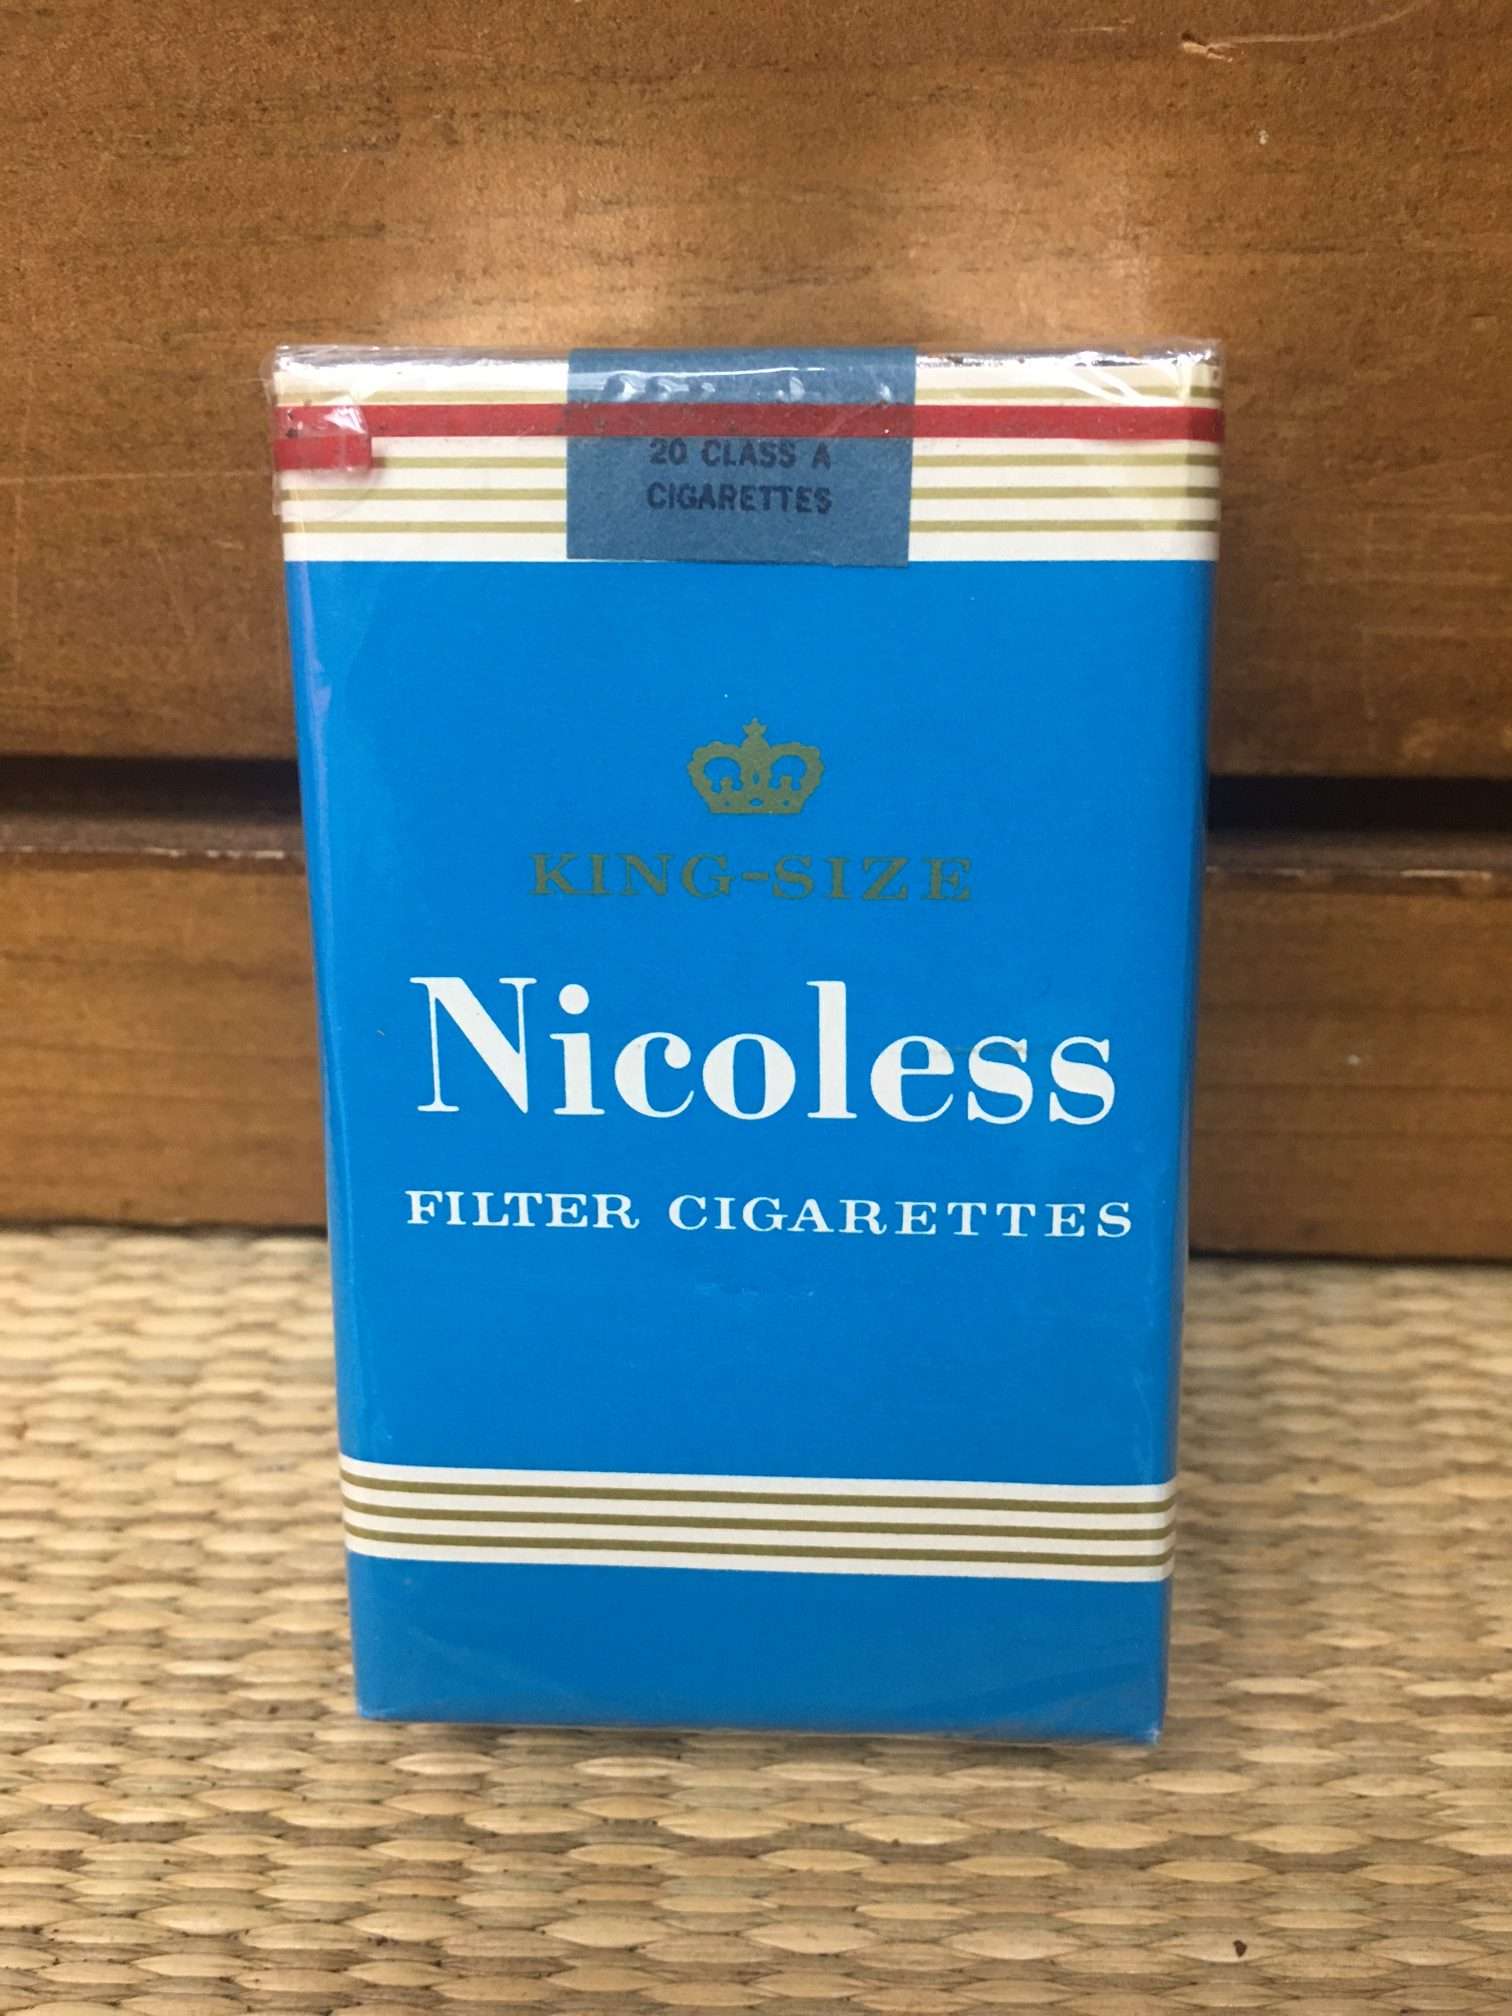 20 CLASS A
CIGARETTES
KING-SIZE
Nicoless
FILTER CIGARETTES